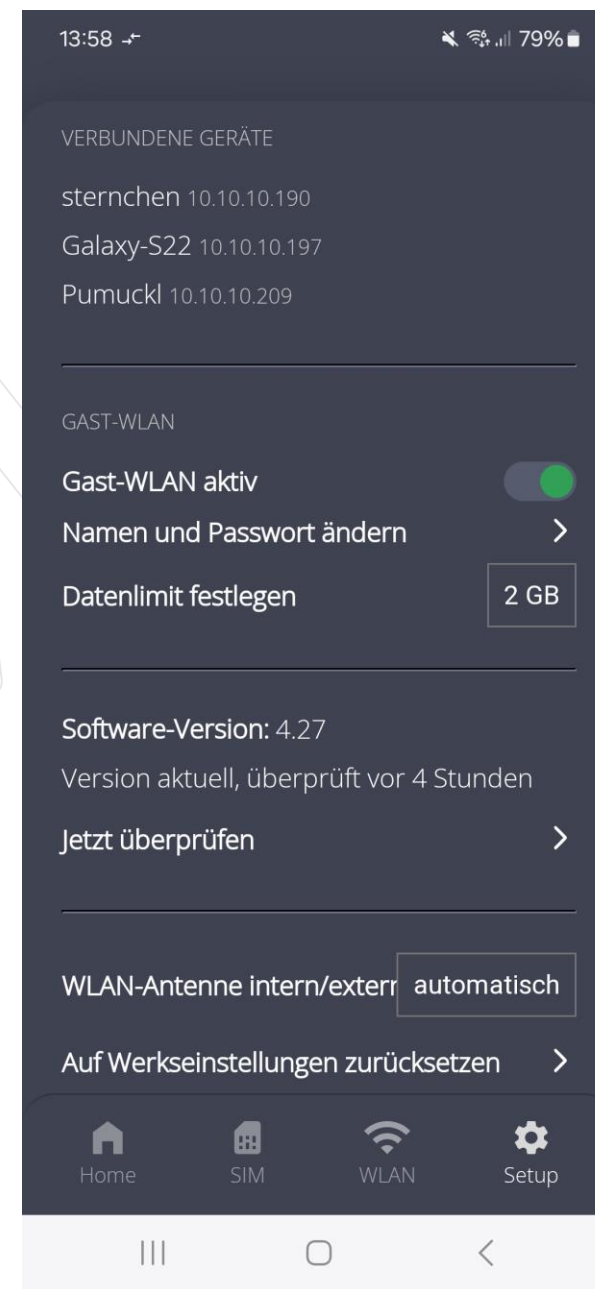 13:58 79%
VERBUNDENE GERÄTE
sternchen 10.10.10.190
Galaxy-S22 10.10.10.197
Pumuckl 10.10.10.209
GAST-WLAN
Gast-WLAN aktiv
Namen und Passwort ändern
Datenlimit festlegen 2 GB
Software-Version: 4.27
Version aktuell, überprüft vor 4 Stunden
Jetzt überprüfen
WLAN-Antenne intern/extern automatisch
Auf Werkseinstellungen zurücksetzen
Home SIM WLAN Setup